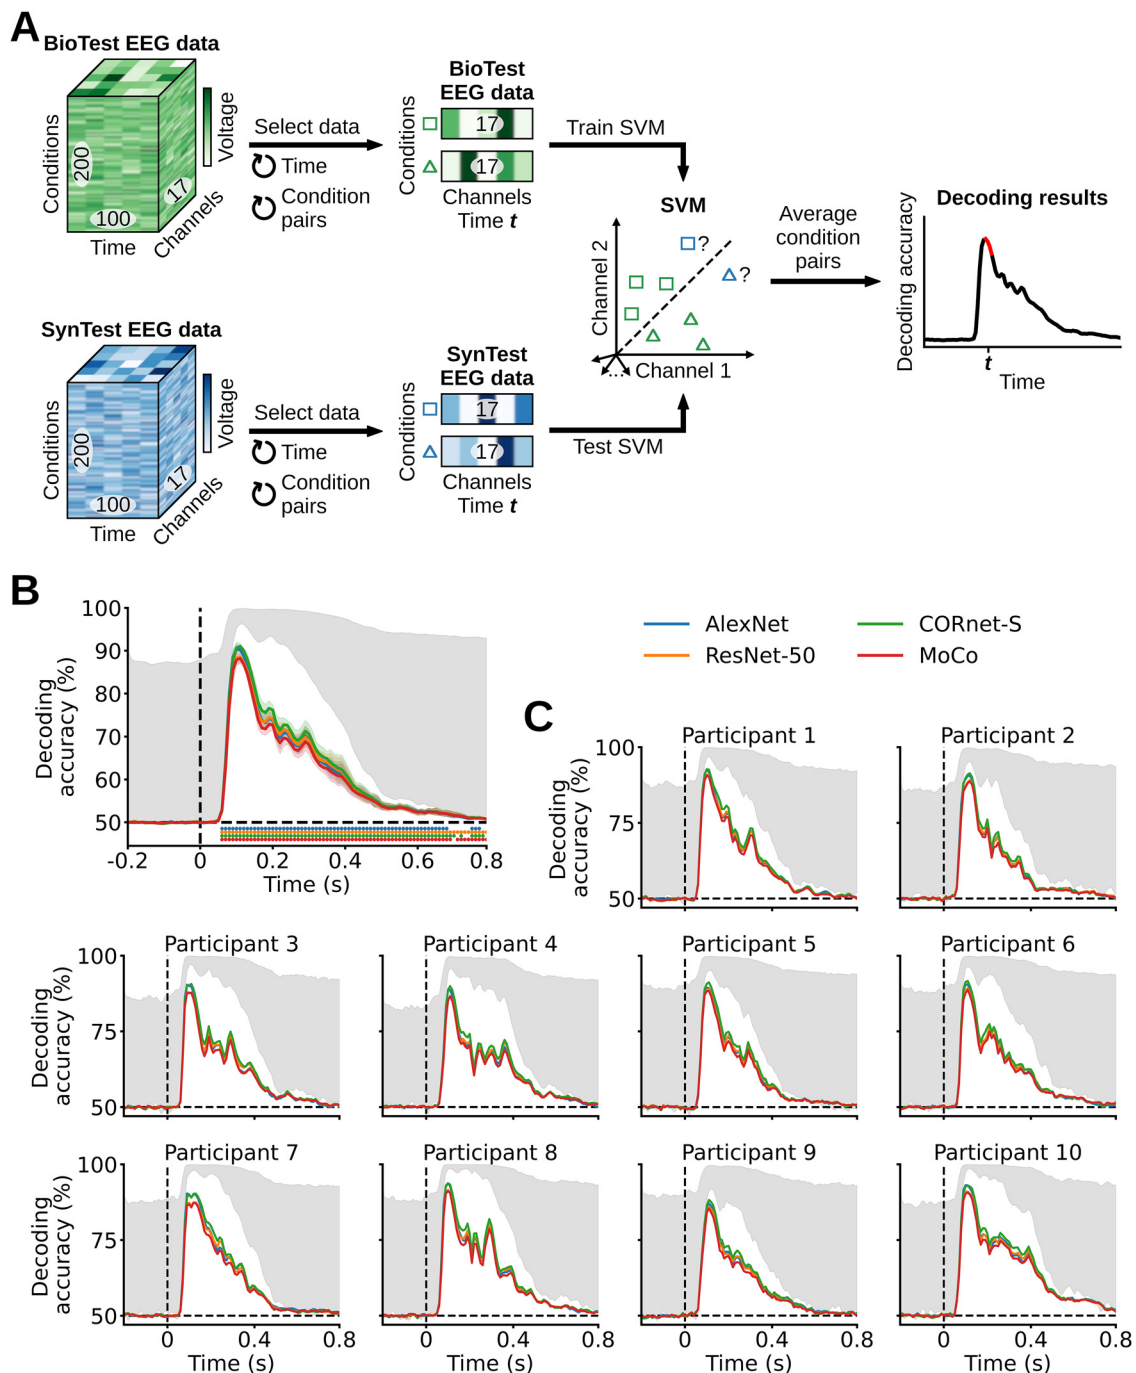 A
BioTest EEG data
Conditions
200
100
17
Time
Channels
Voltage
Select data
Time
Condition
pairs
BioTest
EEG data
Conditions
17
17
Channels
Time t
Train SVM
SVM
Channel 2
?
?
...
Channel 1
Average
condition
pairs
Decoding results
Decoding accuracy
t
Time
SynTest EEG data
Conditions
200
100
17
Time
Channels
Voltage
Select data
Time
Condition
pairs
SynTest
EEG data
Conditions
17
17
Channels
Time t
Test SVM
B
Decoding
accuracy (%)
100
90
80
70
60
50
-0.2
0
0.2
0.4
0.6
0.8
Time (s)
AlexNet
ResNet-50
CORnet-S
MoCo
C
Participant 1
Participant 2
Decoding
accuracy (%)
100
75
50
Participant 3
Participant 4
Participant 5
Participant 6
Decoding
accuracy (%)
100
75
50
Participant 7
Participant 8
Participant 9
Participant 10
Decoding
accuracy (%)
100
75
50
0
0.4
0.8
0
0.4
0.8
0
0.4
0.8
0
0.4
0.8
Time (s)
Time (s)
Time (s)
Time (s)